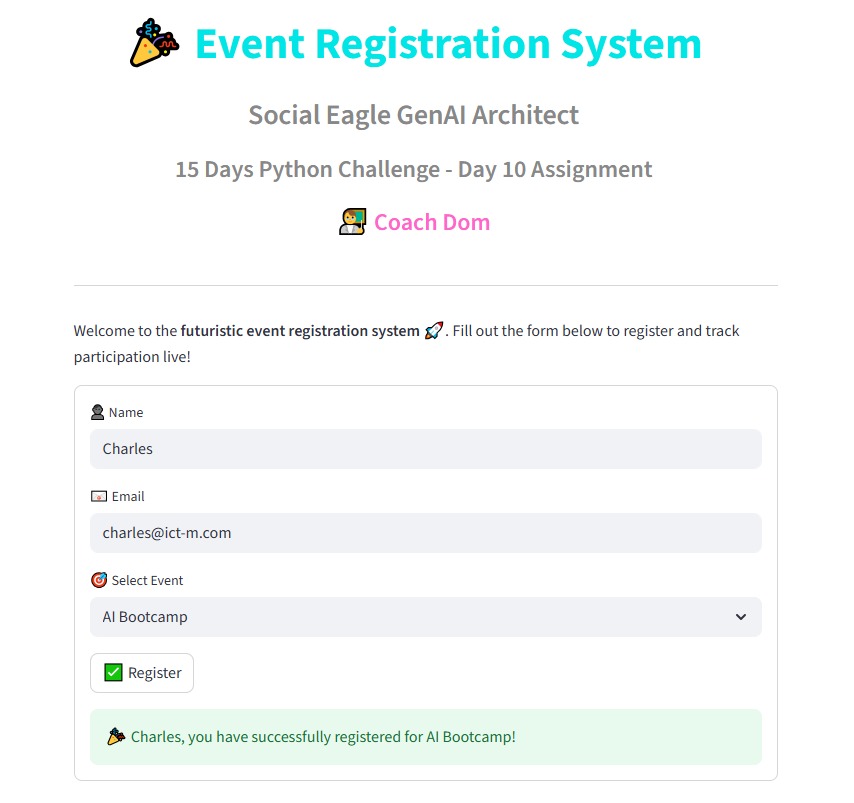 🎉 Event Registration System
Social Eagle GenAI Architect
15 Days Python Challenge - Day 10 Assignment
👨‍🏫 Coach Dom
Welcome to the futuristic event registration system 🚀. Fill out the form below to register and track
participation live!
👤 Name
Charles
📧 Email
charles@ict-m.com
🎯 Select Event
AI Bootcamp
✅ Register
🎉 Charles, you have successfully registered for AI Bootcamp!